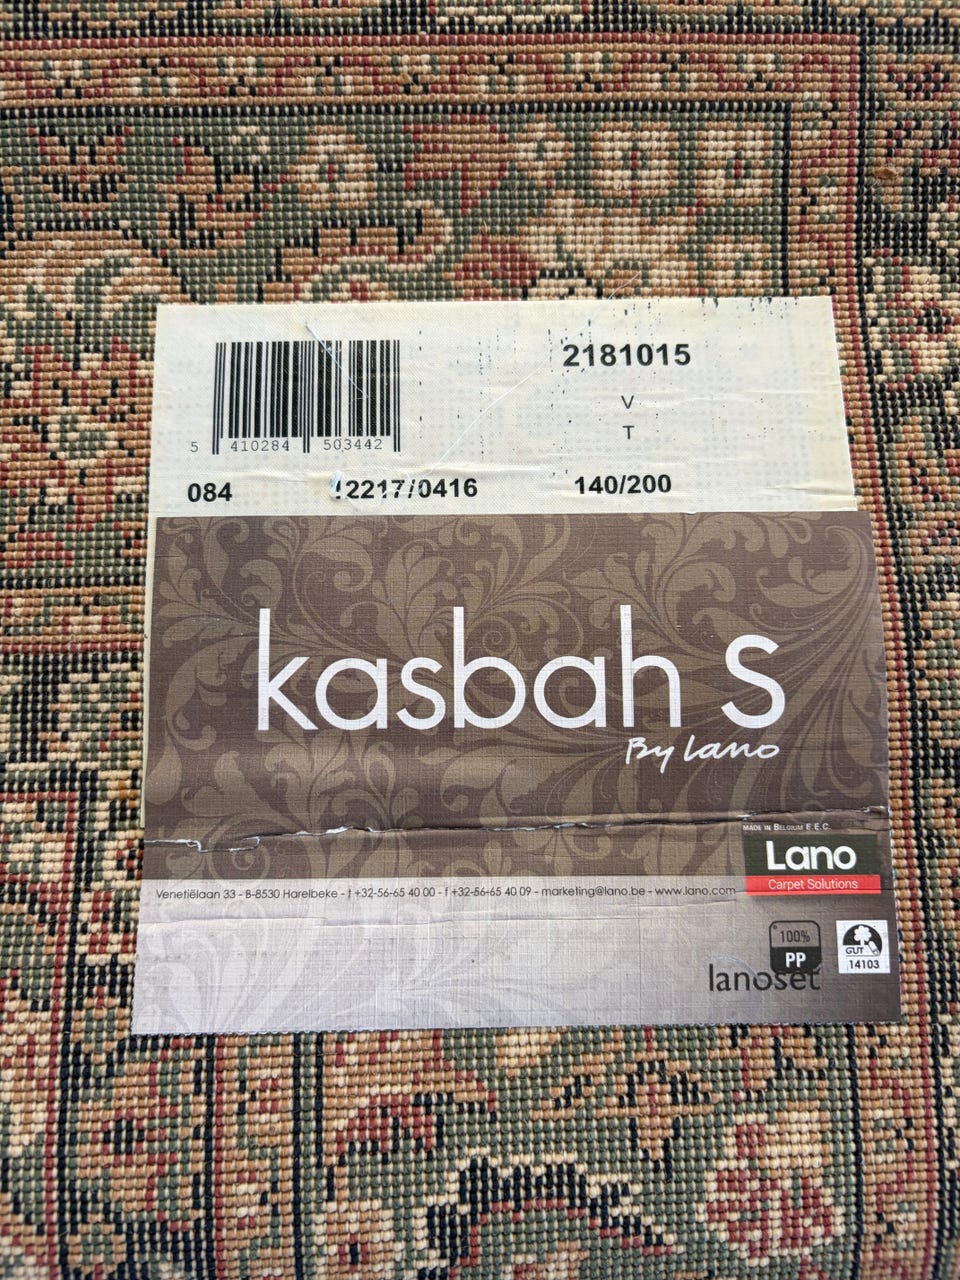 2181015
V
T
5 410284 503442
084 12217/0416 140/200
kasbah S
By Lano
MADE IN BELGIUM E.E.C.
Lano
Carpet Solutions
Venetiëlaan 33 - B-8530 Harelbeke - t +32-56-65 40 00 - f +32-56-65 40 09 - marketing@lano.be - www.lano.com
100%
PP
GUT
14103
lanoset